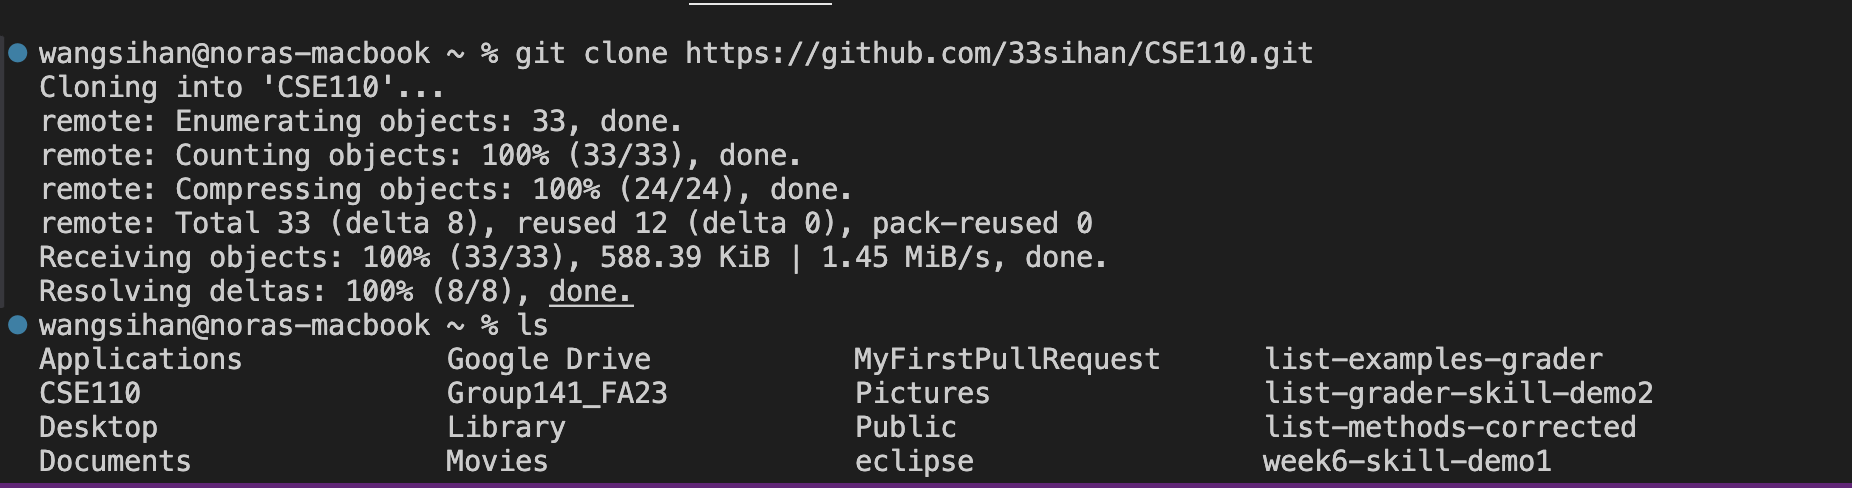 wangsihan@noras-macbook ~ % git clone https://github.com/33sihan/CSE110.git
Cloning into 'CSE110'...
remote: Enumerating objects: 33, done.
remote: Counting objects: 100% (33/33), done.
remote: Compressing objects: 100% (24/24), done.
remote: Total 33 (delta 8), reused 12 (delta 0), pack-reused 0
Receiving objects: 100% (33/33), 588.39 KiB | 1.45 MiB/s, done.
Resolving deltas: 100% (8/8), done.
wangsihan@noras-macbook ~ % ls
Applications Google Drive MyFirstPullRequest list-examples-grader
CSE110 Group141_FA23 Pictures list-grader-skill-demo2
Desktop Library Public list-methods-corrected
Documents Movies eclipse week6-skill-demo1